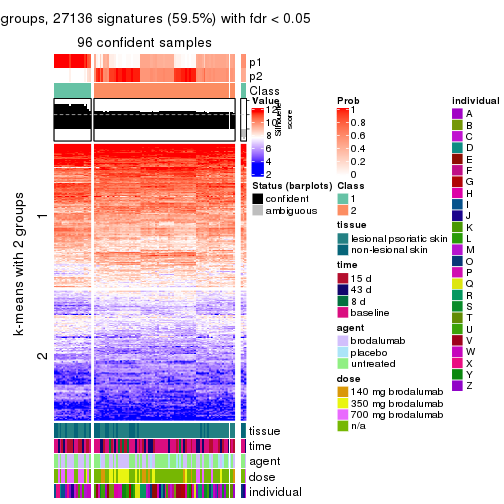 groups, 27136 signatures (59.5%) with fdr < 0.05
96 confident samples
p1
p2
Class
Silhouette
score
k-means with 2 groups
1
2
tissue
time
agent
dose
individual
Value
12
10
8
6
4
2
Status (barplots)
confident
ambiguous
Prob
1
0.8
0.6
0.4
0.2
0
Class
1
2
tissue
lesional psoriatic skin
non-lesional skin
time
15 d
43 d
8 d
baseline
agent
brodalumab
placebo
untreated
dose
140 mg brodalumab
350 mg brodalumab
700 mg brodalumab
n/a
individual
A
B
C
D
E
F
G
H
I
J
K
L
M
O
P
Q
R
S
T
U
V
W
X
Y
Z